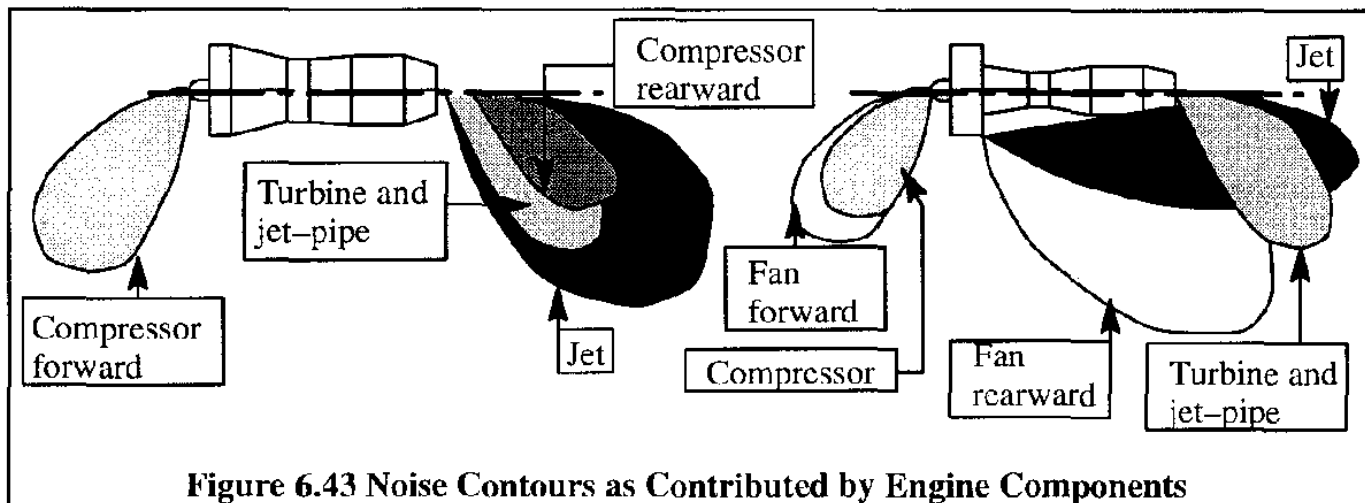 Compressor
rearward
Turbine and
jet–pipe
Compressor
forward
Jet
Jet
Fan
forward
Compressor
Fan
rearward
Turbine and
jet–pipe
Figure 6.43 Noise Contours as Contributed by Engine Components